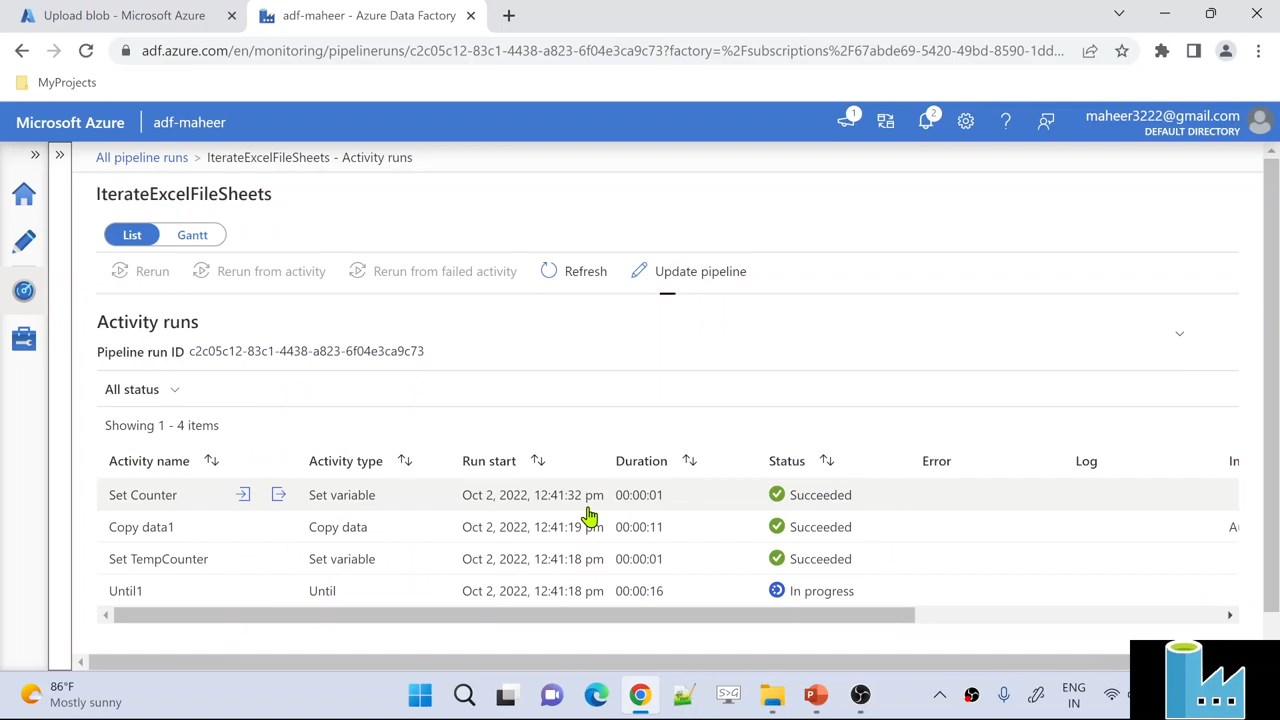 Upload blob - Microsoft Azure
adf-maheer - Azure Data Factory
adf.azure.com/en/monitoring/pipelineruns/c2c05c12-83c1-4438-a823-6f04e3ca9c73?factory=%2Fsubscriptions%2F67abde69-5420-49bd-8590-1dd...
MyProjects
Microsoft Azure adf-maheer
1
2
maheer3222@gmail.com
DEFAULT DIRECTORY
» » All pipeline runs > IterateExcelFileSheets - Activity runs
IterateExcelFileSheets
List Gantt
Rerun Rerun from activity Rerun from failed activity Refresh Update pipeline
Activity runs
Pipeline run ID c2c05c12-83c1-4438-a823-6f04e3ca9c73
All status
Showing 1 - 4 items
Activity name Activity type Run start Duration Status Error Log In
Set Counter Set variable Oct 2, 2022, 12:41:32 pm 00:00:01 Succeeded
Copy data1 Copy data Oct 2, 2022, 12:41:19 pm 00:00:11 Succeeded
Set TempCounter Set variable Oct 2, 2022, 12:41:18 pm 00:00:01 Succeeded
Until1 Until Oct 2, 2022, 12:41:18 pm 00:00:16 In progress
86°F
Mostly sunny
ENG
IN